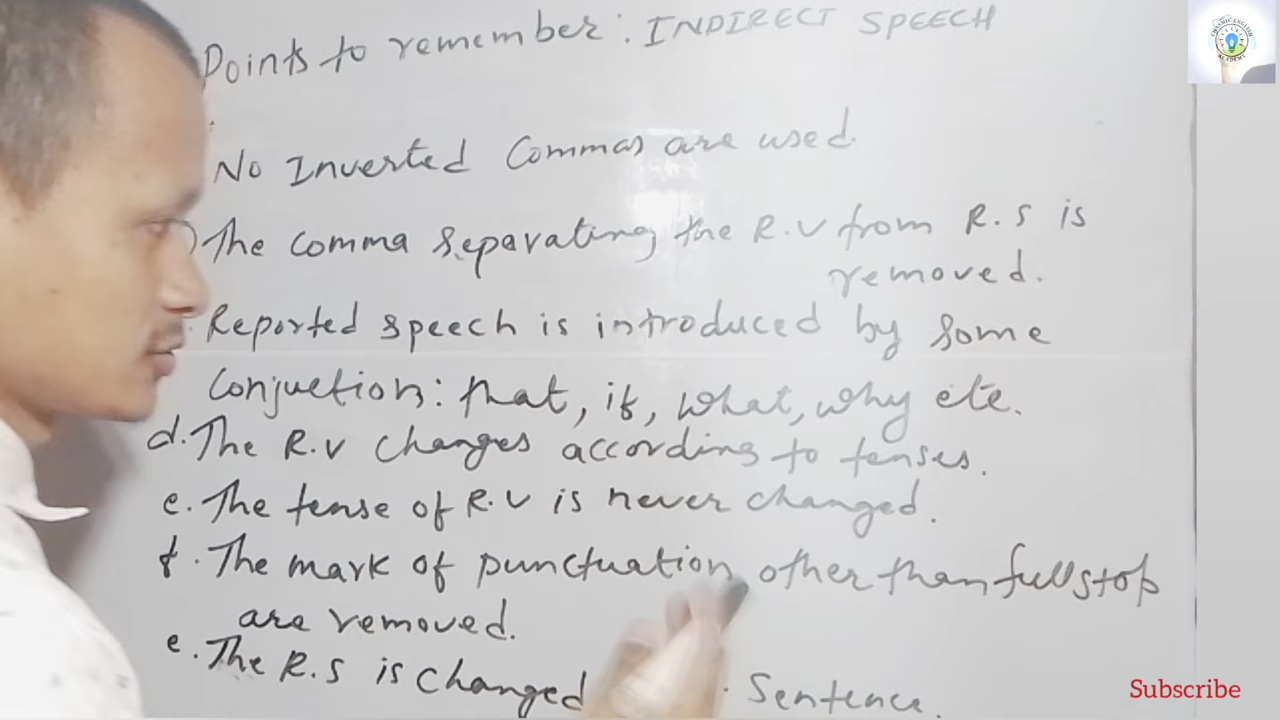 Points to remember: INDIRECT SPEECH
No Inverted Commas are used.
The comma separating the R.V from R.S is
removed.
Reported speech is introduced by some
Conjuction: that, if, what, why etc.
d. The R.V changes according to tenses.
e. The tense of R.V is never changed.
f. The mark of punctuation other than fullstop
are removed.
e. The R.S is changed Sentence.
Subscribe